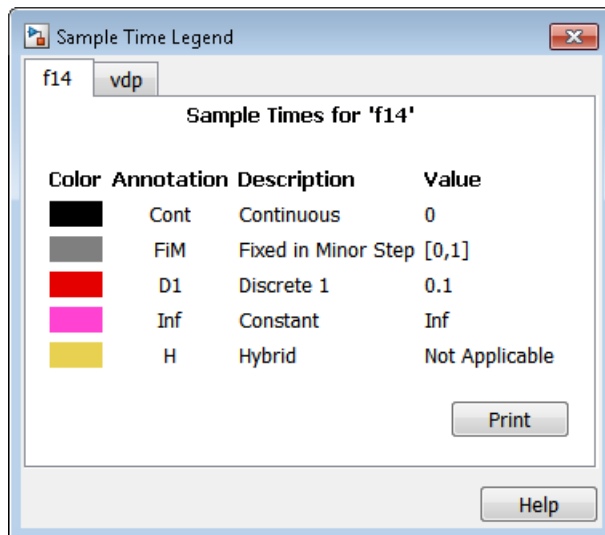 Sample Time Legend
f14 vdp
Sample Times for 'f14'
Color Annotation Description Value
Cont Continuous 0
FiM Fixed in Minor Step [0,1]
D1 Discrete 1 0.1
Inf Constant Inf
H Hybrid Not Applicable
Print
Help